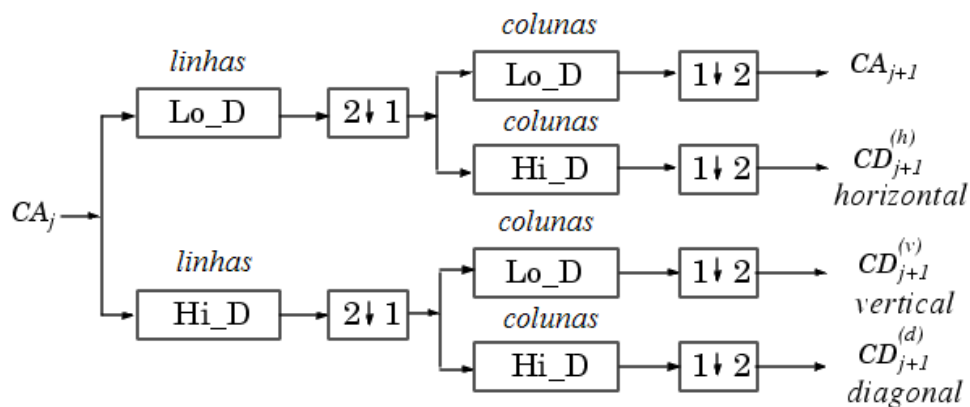 colunas
linhas
Lo_D
1↓ 2
CA_{j+1}
Lo_D
2↓ 1
colunas
Hi_D
1↓ 2
CD_{j+1}^{(h)}
horizontal
CA_j
colunas
linhas
Lo_D
1↓ 2
CD_{j+1}^{(v)}
vertical
Hi_D
2↓ 1
colunas
Hi_D
1↓ 2
CD_{j+1}^{(d)}
diagonal